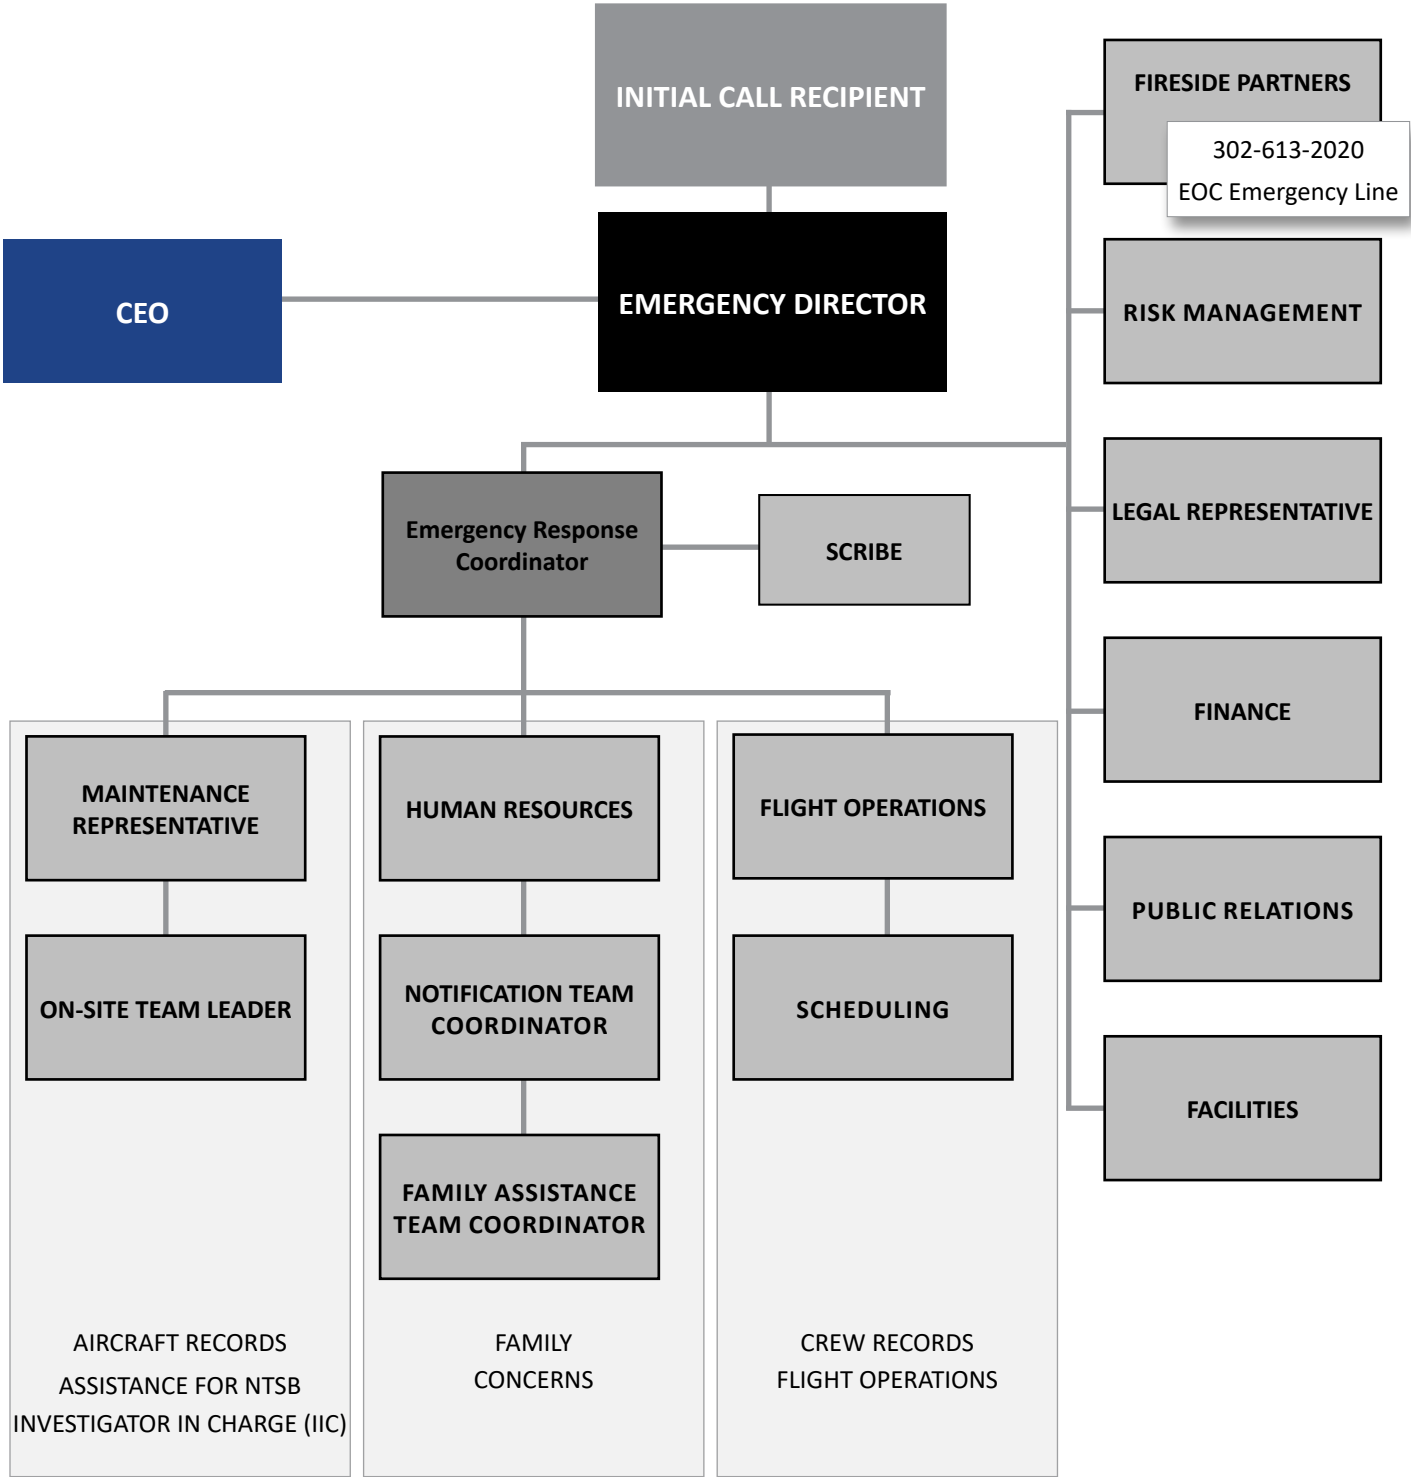 INITIAL CALL RECIPIENT
FIRESIDE PARTNERS
302-613-2020
EOC Emergency Line
CEO
EMERGENCY DIRECTOR
RISK MANAGEMENT
Emergency Response
Coordinator
SCRIBE
LEGAL REPRESENTATIVE
FINANCE
MAINTENANCE
REPRESENTATIVE
HUMAN RESOURCES
FLIGHT OPERATIONS
PUBLIC RELATIONS
ON-SITE TEAM LEADER
NOTIFICATION TEAM
COORDINATOR
SCHEDULING
FACILITIES
FAMILY ASSISTANCE
TEAM COORDINATOR
AIRCRAFT RECORDS
ASSISTANCE FOR NTSB
INVESTIGATOR IN CHARGE (IIC)
FAMILY
CONCERNS
CREW RECORDS
FLIGHT OPERATIONS